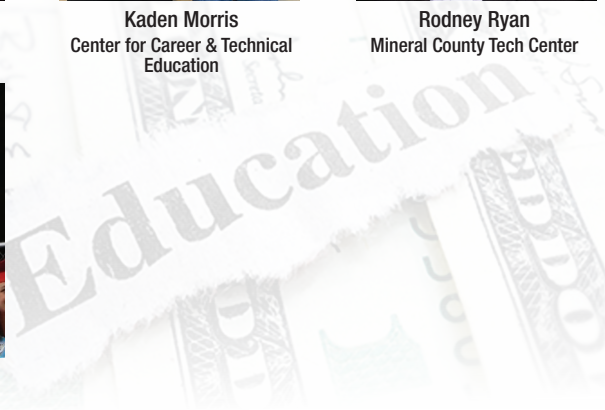 Kaden Morris
Center for Career & Technical
Education
Rodney Ryan
Mineral County Tech Center
Education